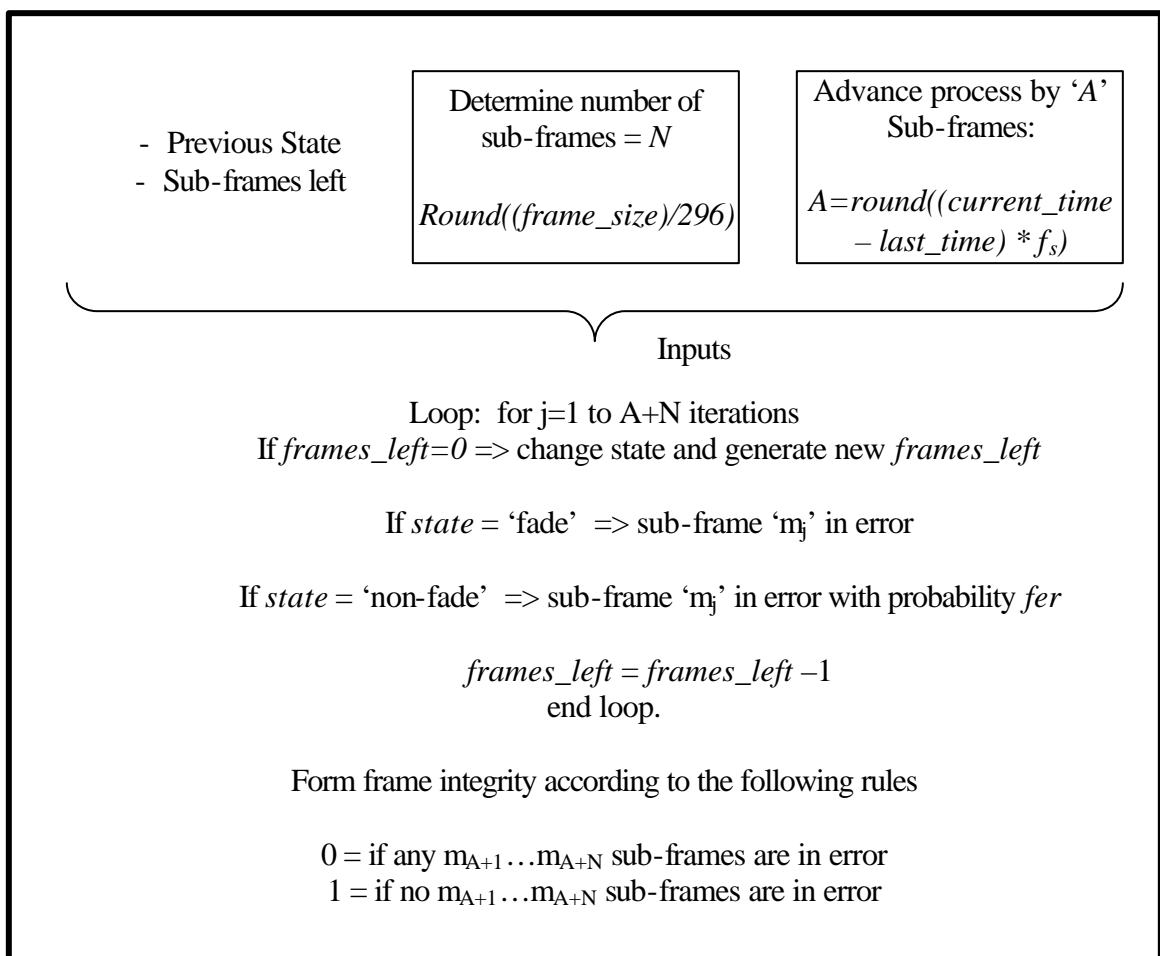 - Previous State
- Sub-frames left
Determine number of
sub-frames = N
Round((frame_size)/296)
Advance process by ‘A’
Sub-frames:
A=round((current_time
– last_time) * fₛ)
Inputs
Loop: for j=1 to A+N iterations
If frames_left=0 => change state and generate new frames_left
If state = ‘fade’ => sub-frame ‘mⱼ’ in error
If state = ‘non-fade’ => sub-frame ‘mⱼ’ in error with probability fer
frames_left = frames_left –1
end loop.
Form frame integrity according to the following rules
0 = if any m_{A+1}…m_{A+N} sub-frames are in error
1 = if no m_{A+1}…m_{A+N} sub-frames are in error